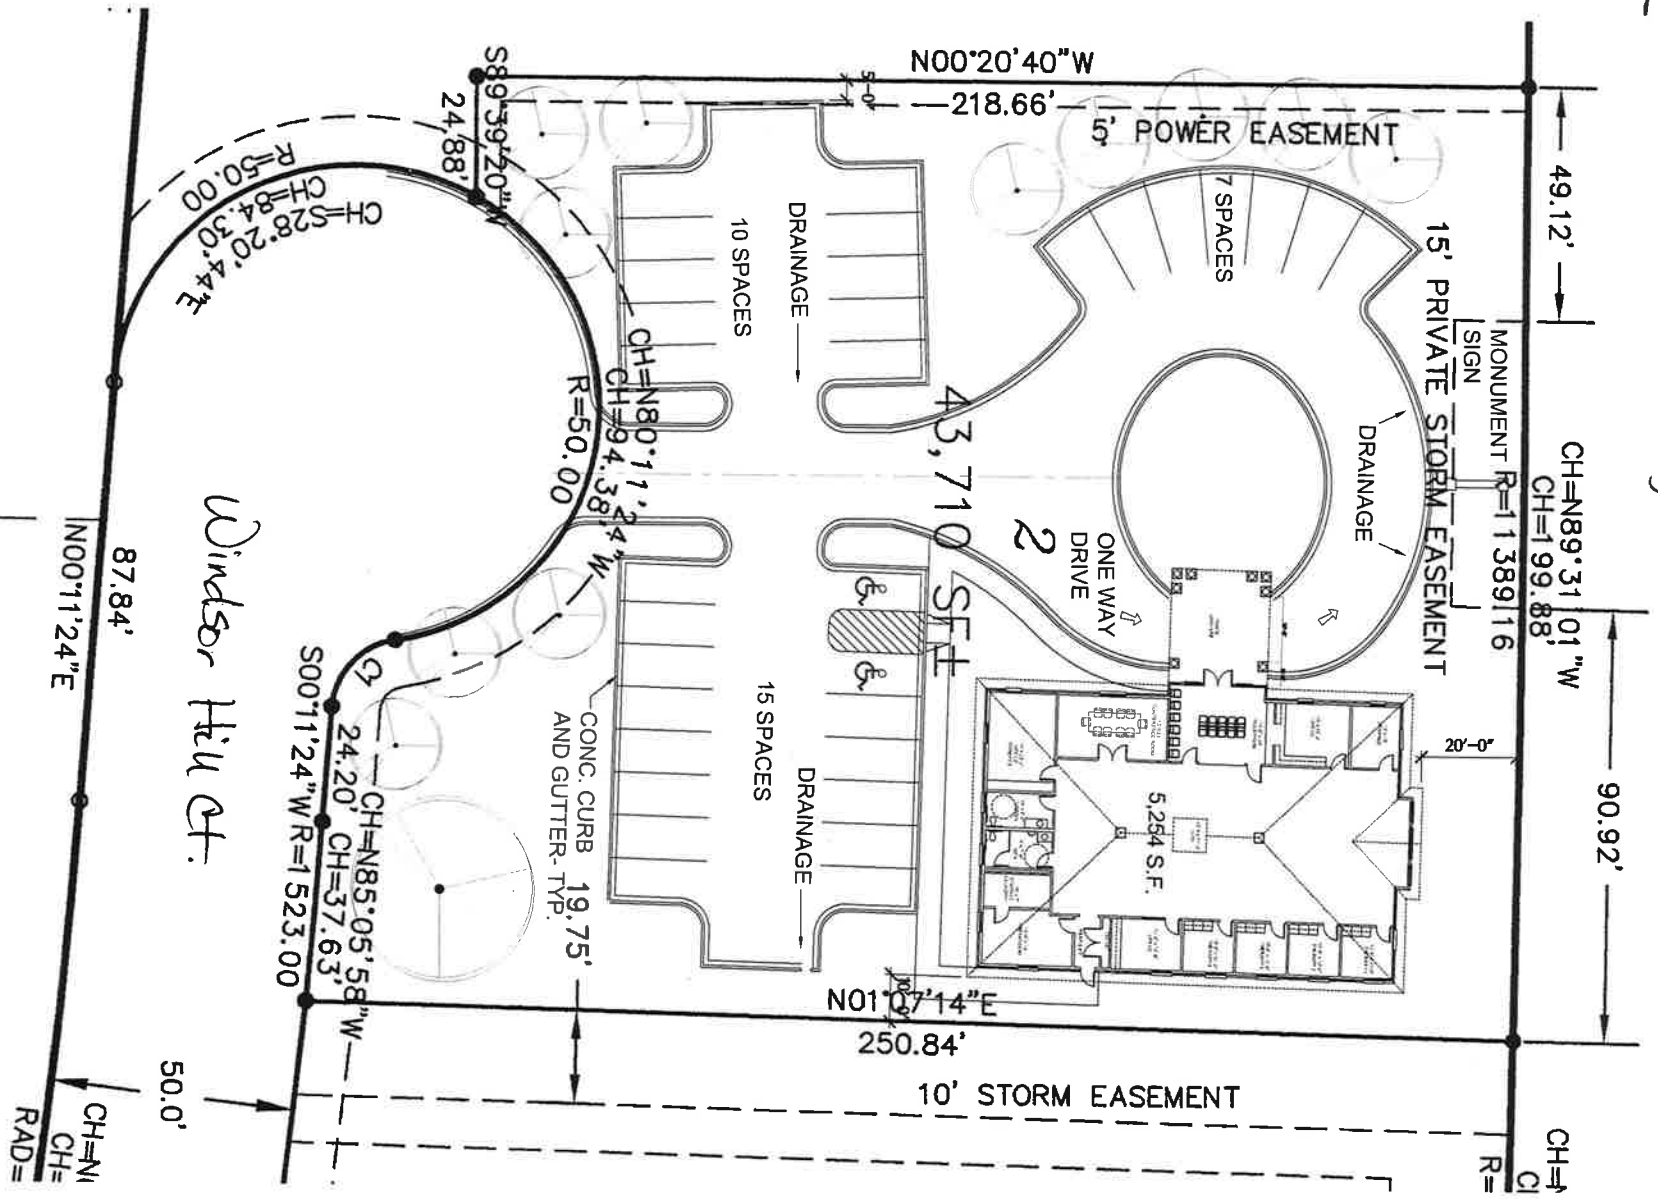 N00°20'40"W
218.66'
5'-0"
5' POWER EASEMENT
S89°39'20"W
24.88'
49.12'
15' PRIVATE STORM EASEMENT
MONUMENT
SIGN
CH=N89°31'01"W
CH=199.88'
R=11389.16
90.92'
7 SPACES
DRAINAGE
10 SPACES
DRAINAGE
R=50.00
CH=84.30'
CH=S28°20'44"E
CH=N80°11'24"W
CH=94.38'
R=50.00
43,710 SF±
2
ONE WAY
DRIVE
20'-0"
5,254 S.F.
15 SPACES
DRAINAGE
CONC. CURB
AND GUTTER-TYP.
19.75'
Windsor Hill Ct.
87.84'
N00°11'24"E
S00°11'24"W
24.20'
CH=N85°05'58"W
CH=37.63'
R=1523.00
N01°07'14"E
250.84'
10' STORM EASEMENT
50.0'
CH=N
CH=
RAD=
R=